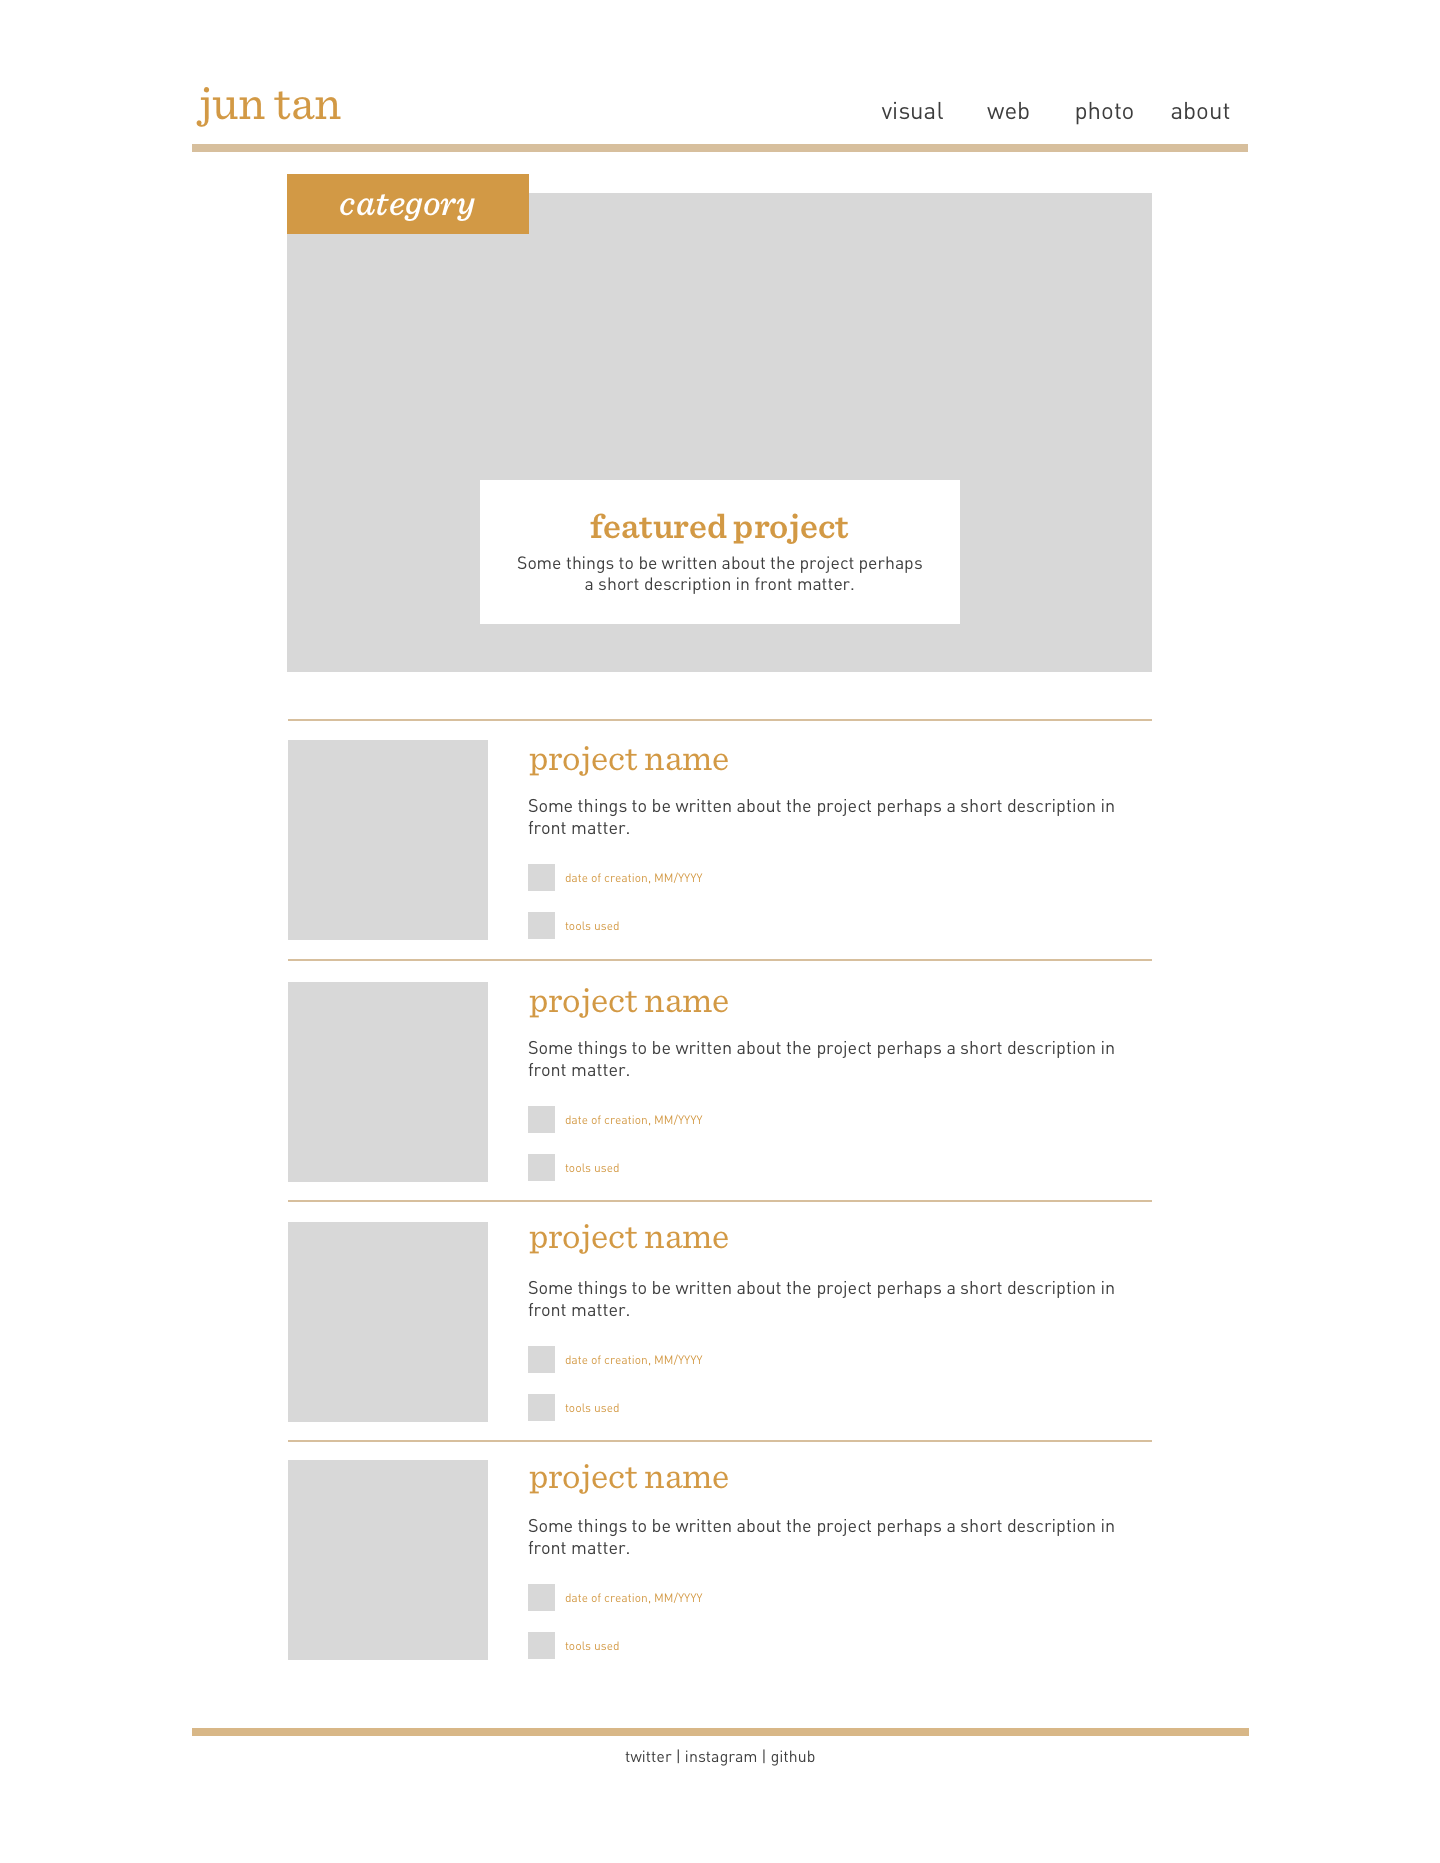 jun tan
visual web photo about
category
featured project
Some things to be written about the project perhaps
a short description in front matter.
project name
Some things to be written about the project perhaps a short description in
front matter.
date of creation, MM/YYYY
tools used
project name
Some things to be written about the project perhaps a short description in
front matter.
date of creation, MM/YYYY
tools used
project name
Some things to be written about the project perhaps a short description in
front matter.
date of creation, MM/YYYY
tools used
project name
Some things to be written about the project perhaps a short description in
front matter.
date of creation, MM/YYYY
tools used
twitter | instagram | github